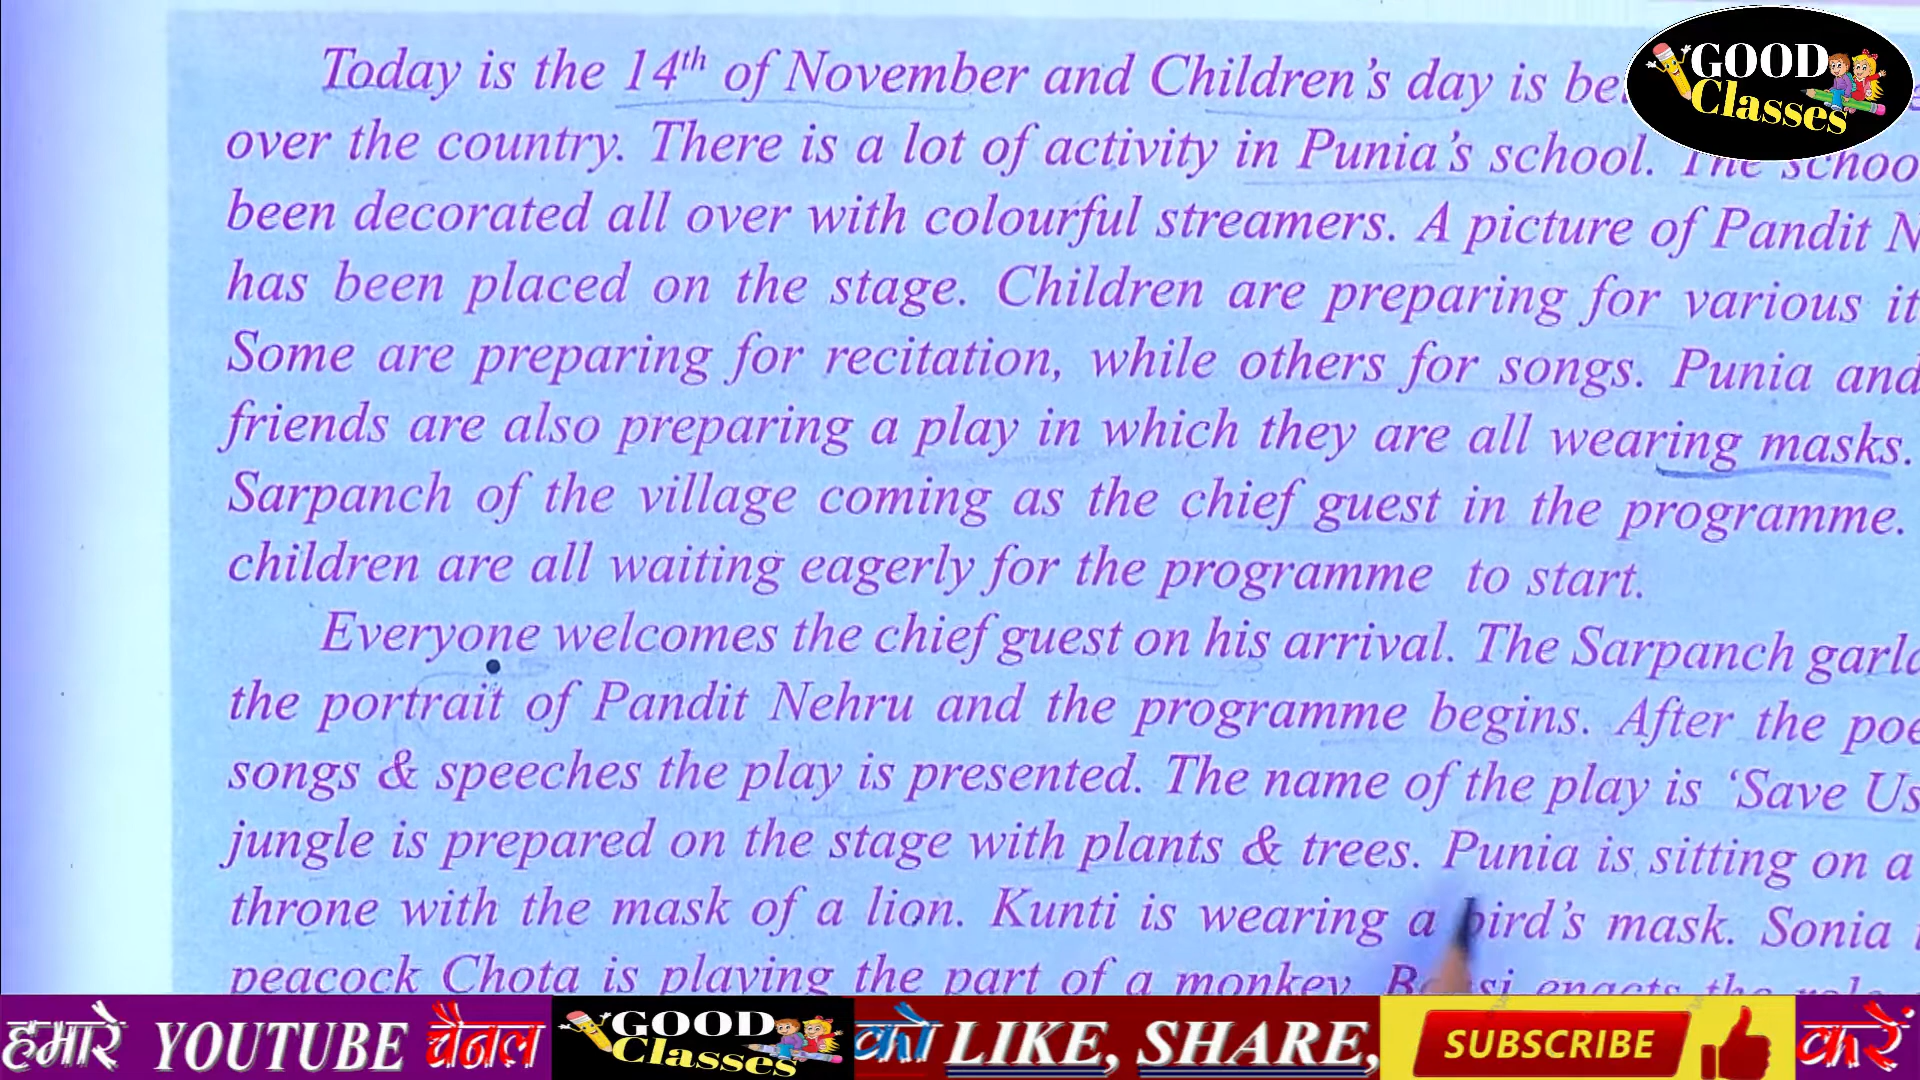 Today is the 14th of November and Children's day is
over the country. There is a lot of activity in Punia's school. The
been decorated all over with colourful streamers. A picture of Pandit
has been placed on the stage. Children are preparing for various
Some are preparing for recitation, while others for songs. Punia and
friends are also preparing a play in which they are all wearing masks.
Sarpanch of the village coming as the chief guest in the programme.
children are all waiting eagerly for the programme to start.
Everyone welcomes the chief guest on his arrival. The Sarpanch
the portrait of Pandit Nehru and the programme begins. After the
songs & speeches the play is presented. The name of the play is 'Save Us
jungle is prepared on the stage with plants & trees. Punia is sitting on a
throne with the mask of a lion. Kunti is wearing a bird's mask. Sonia
peacock Chota is playing the part of a monkey. enacts the role
GOOD
Classes
हमारे YOUTUBE चैनल GOOD Classes को LIKE, SHARE, SUBSCRIBE करें